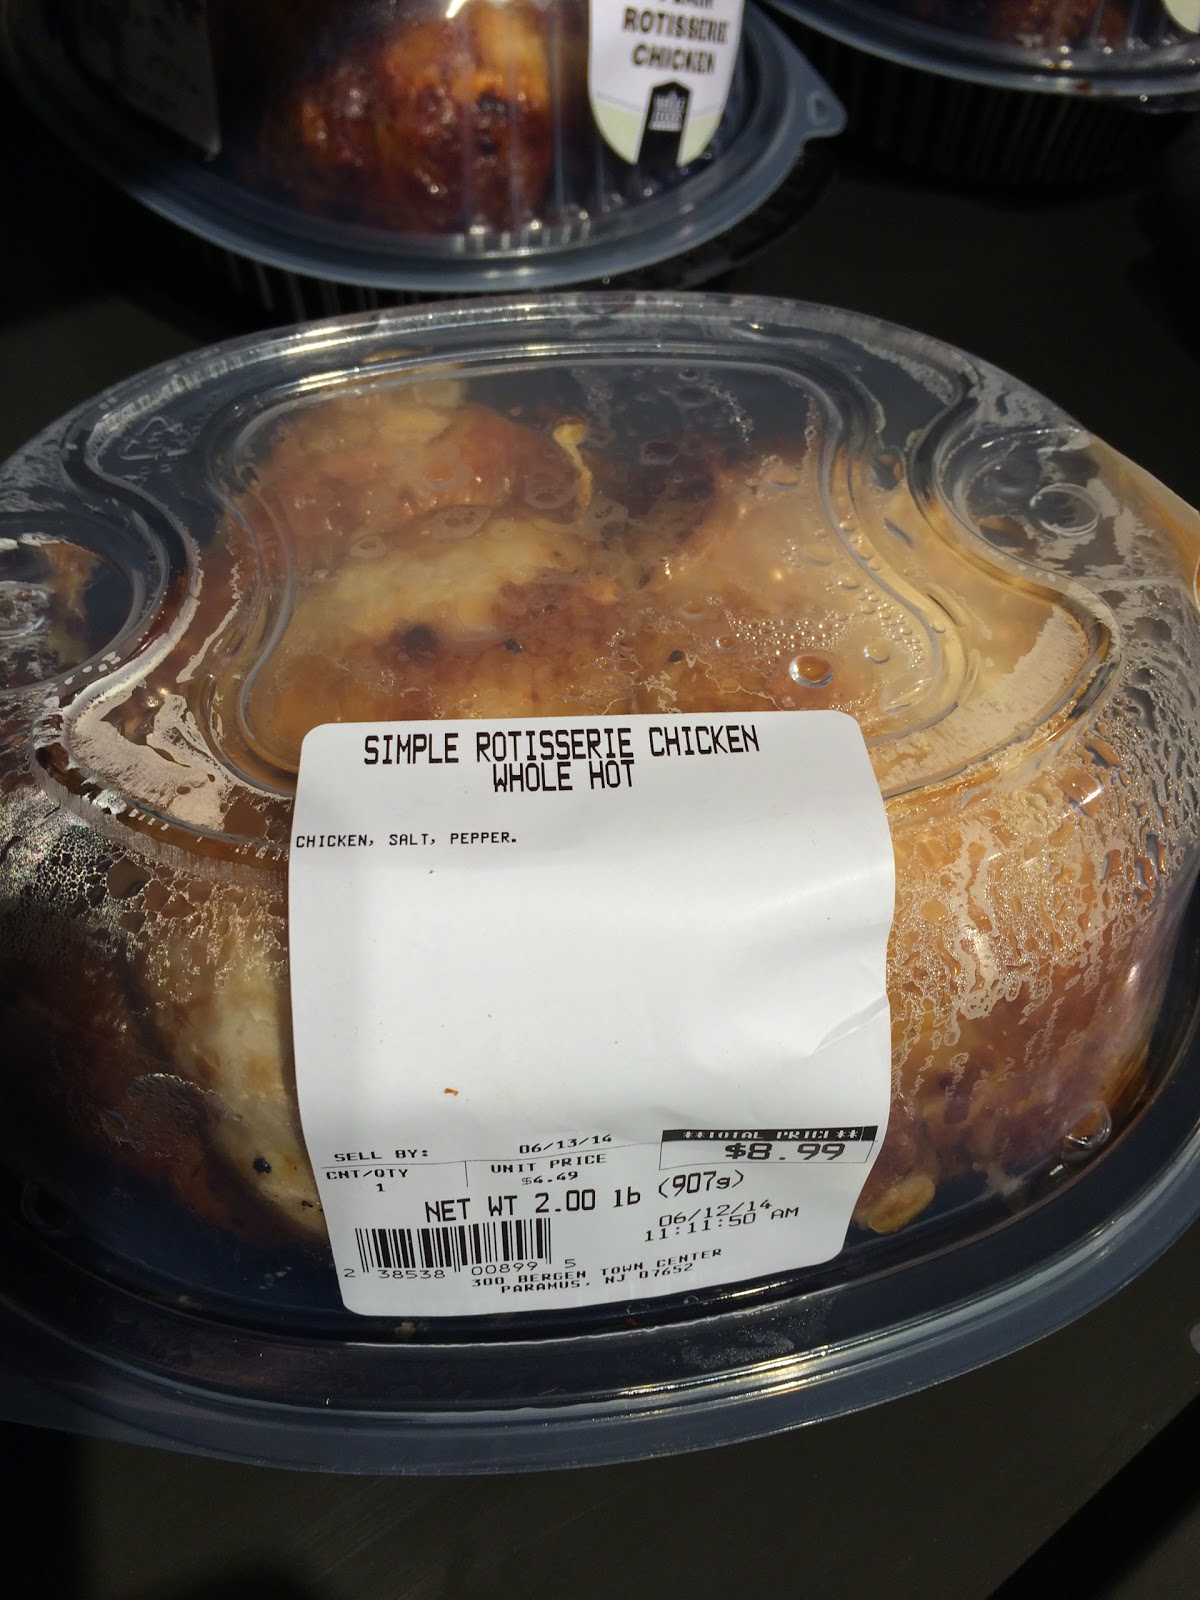 ROTISSERIE
CHICKEN
SIMPLE ROTISSERIE CHICKEN
WHOLE HOT
CHICKEN, SALT, PEPPER.
SELL BY: 06/13/14
**TOTAL PRICE**
$8.99
CNT/QTY
1
UNIT PRICE
$4.49
NET WT 2.00 lb (907g)
06/12/14
11:11:50 AM
2 38538 00899 5
300 BERGEN TOWN CENTER
PARAMUS, NJ 07652